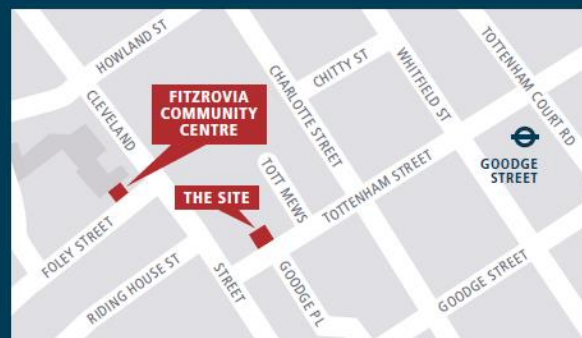 HOWLAND ST
CLEVELAND
STREET
FITZROVIA
COMMUNITY
CENTRE
THE SITE
FOLEY STREET
RIDING HOUSE ST
TOTT MEWS
GOODGE PL
CHARLOTTE STREET
CHITTY ST
WHITFIELD ST
TOTTENHAM STREET
TOTTENHAM COURT RD
GOODGE
STREET
GOODGE STREET